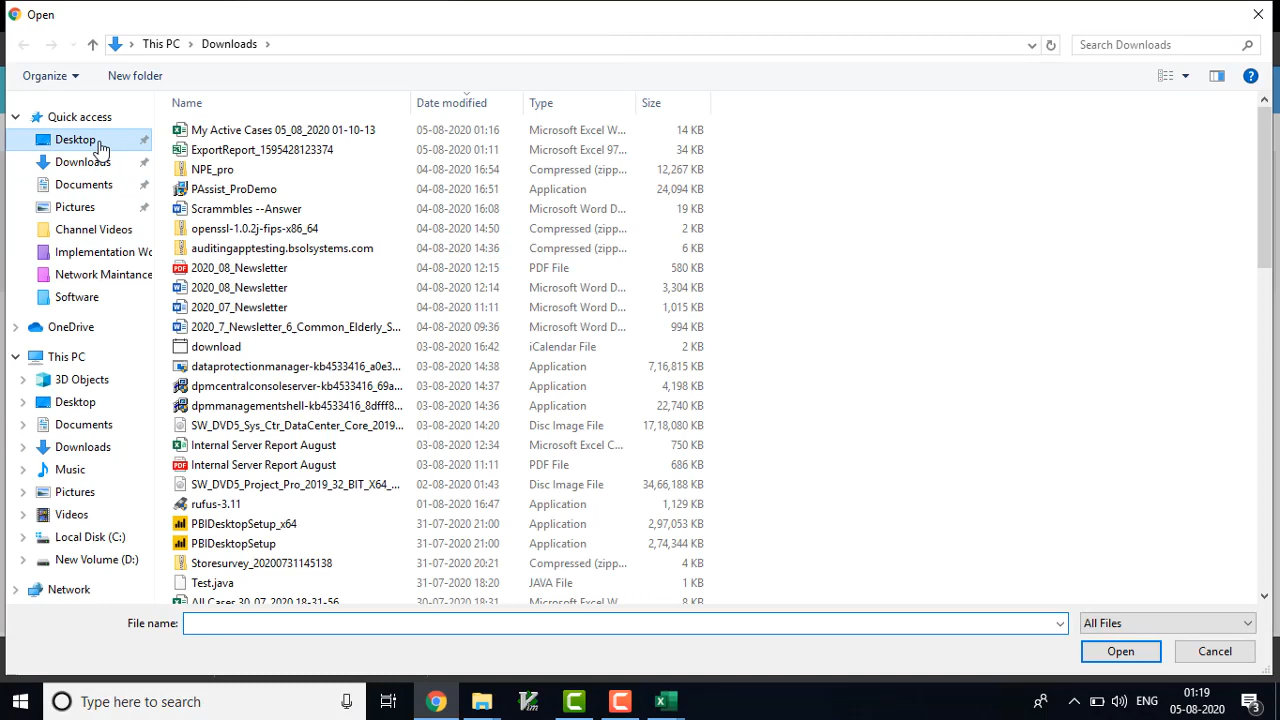 Open
This PC > Downloads >
Search Downloads
Organize
New folder
Quick access
Desktop
Downloads
Documents
Pictures
Channel Videos
Implementation Wo
Network Maintance
Software
OneDrive
This PC
3D Objects
Desktop
Documents
Downloads
Music
Pictures
Videos
Local Disk (C:)
New Volume (D:)
Network
Name Date modified Type Size
My Active Cases 05_08_2020 01-10-13 05-08-2020 01:16 Microsoft Excel W... 14 KB
ExportReport_1595428123374 05-08-2020 01:11 Microsoft Excel 97... 34 KB
NPE_pro 04-08-2020 16:54 Compressed (zipp... 12,267 KB
PAssist_ProDemo 04-08-2020 16:51 Application 24,094 KB
Scrammbles --Answer 04-08-2020 16:08 Microsoft Word D... 19 KB
openssl-1.0.2j-fips-x86_64 04-08-2020 14:50 Compressed (zipp... 2 KB
auditingapptesting.bsolsystems.com 04-08-2020 14:36 Compressed (zipp... 6 KB
2020_08_Newsletter 04-08-2020 12:15 PDF File 580 KB
2020_08_Newsletter 04-08-2020 12:14 Microsoft Word D... 3,304 KB
2020_07_Newsletter 04-08-2020 11:11 Microsoft Word D... 1,015 KB
2020_7_Newsletter_6_Common_Elderly_S... 04-08-2020 09:36 Microsoft Word D... 994 KB
download 03-08-2020 16:42 iCalendar File 2 KB
dataprotectionmanager-kb4533416_a0e3... 03-08-2020 14:38 Application 7,16,815 KB
dpmcentralconsoleserver-kb4533416_69a... 03-08-2020 14:37 Application 4,198 KB
dpmmanagementshell-kb4533416_8dfff8... 03-08-2020 14:36 Application 22,740 KB
SW_DVD5_Sys_Ctr_DataCenter_Core_2019... 03-08-2020 14:20 Disc Image File 17,18,080 KB
Internal Server Report August 03-08-2020 12:34 Microsoft Excel C... 750 KB
Internal Server Report August 03-08-2020 11:11 PDF File 686 KB
SW_DVD5_Project_Pro_2019_32_BIT_X64_... 02-08-2020 01:43 Disc Image File 34,66,188 KB
rufus-3.11 01-08-2020 16:47 Application 1,129 KB
PBIDesktopSetup_x64 31-07-2020 21:00 Application 2,97,053 KB
PBIDesktopSetup 31-07-2020 21:00 Application 2,74,344 KB
Storesurvey_20200731145138 31-07-2020 20:21 Compressed (zipp... 4 KB
Test.java 31-07-2020 18:20 JAVA File 1 KB
All Cases 30_07_2020 18-31-56 30-07-2020 18:31 Microsoft Excel W... 8 KB
File name:
All Files
Open
Cancel
Type here to search
ENG
01:19
05-08-2020
3